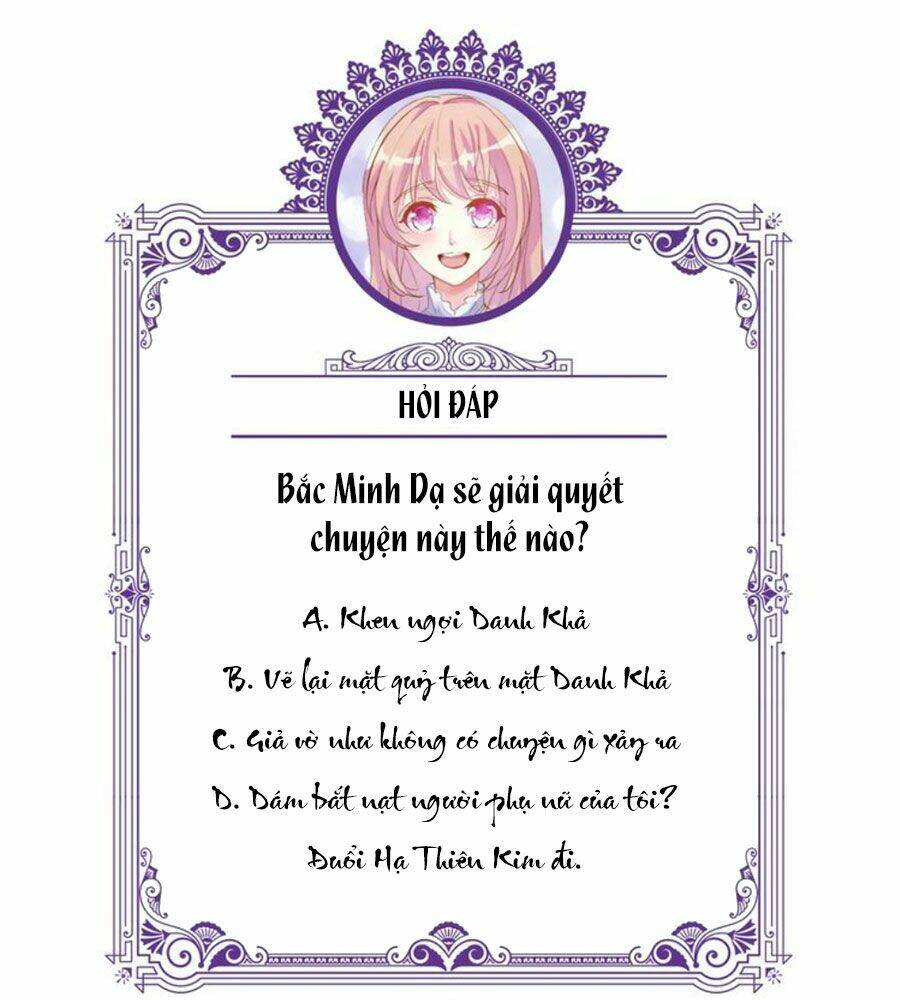 HỎI ĐÁP
Bắc Minh Dạ sẽ giải quyết
chuyện này thế nào?
A. Khen ngợi Danh Khả
B. Vẽ lại mặt quỷ trên mặt Danh Khả
C. Giả vờ như không có chuyện gì xảy ra
D. Dám bắt nạt người phụ nữ của tôi?
Đuổi Hạ Thiên Kim đi.